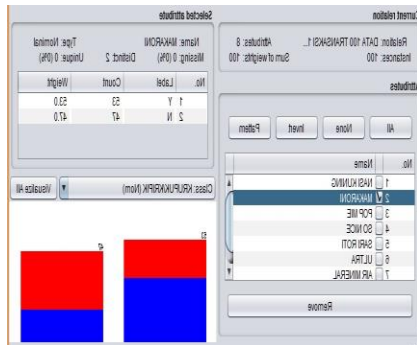 Current relation
Relation: DATA 100 TRANSAKSI 1...
Attributes: 8
Instances: 100
Sum of weights: 100
Attributes
All
None
Invert
Pattern
No.
Name
1 NASI KUNING
2 MAKARONI
3 POP MIE
4 SO NICE
5 SARI ROTI
6 ULTRA
7 AIR MINERAL
Remove
Selected attribute
Name: MAKARONI
Type: Nominal
Missing: 0 (0%)
Distinct: 2
Unique: 0 (0%)
No.
Label
Count
Weight
1
Y
53
53.0
2
N
47
47.0
Class: KRUPUK/KRIPIK (Nom)
Visualize All
53
47